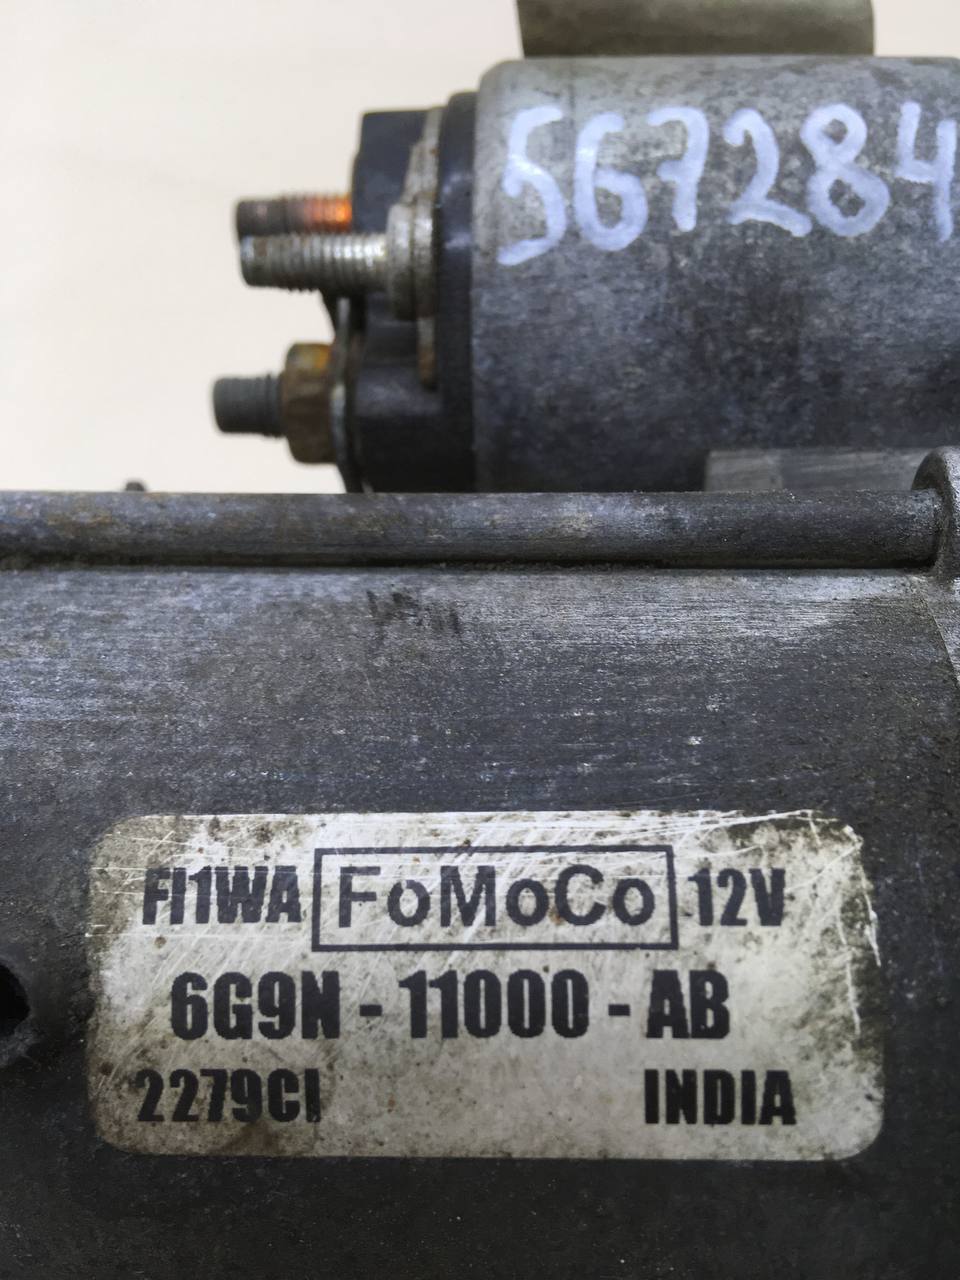 567284
FI1WA FoMoCo 12V
6G9N - 11000 - AB
2279CI INDIA